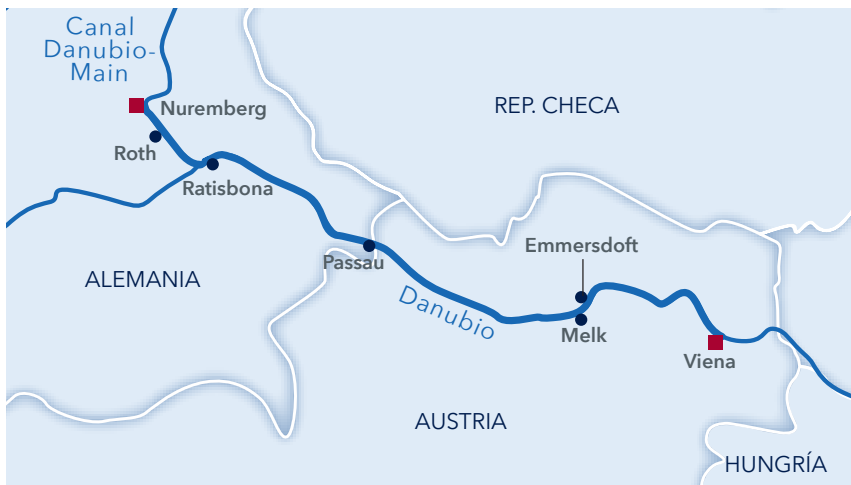 Canal
Danubio-
Main
Nuremberg
REP. CHECA
Roth
Ratisbona
Emmersdoft
Passau
ALEMANIA
Danubio
Melk
Viena
AUSTRIA
HUNGRÍA